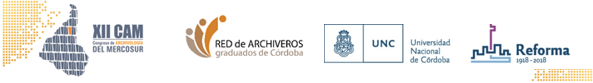 XII CAM
Congreso de ARCHIVOLOGÍA
DEL MERCOSUR
RED de ARCHIVEROS
graduados de Córdoba
UNC
Universidad
Nacional
de Córdoba
Reforma
1918 - 2018